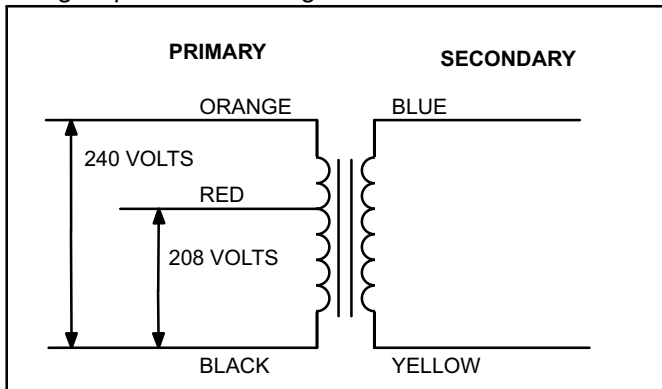 PRIMARY
SECONDARY
ORANGE
BLUE
240 VOLTS
RED
208 VOLTS
BLACK
YELLOW